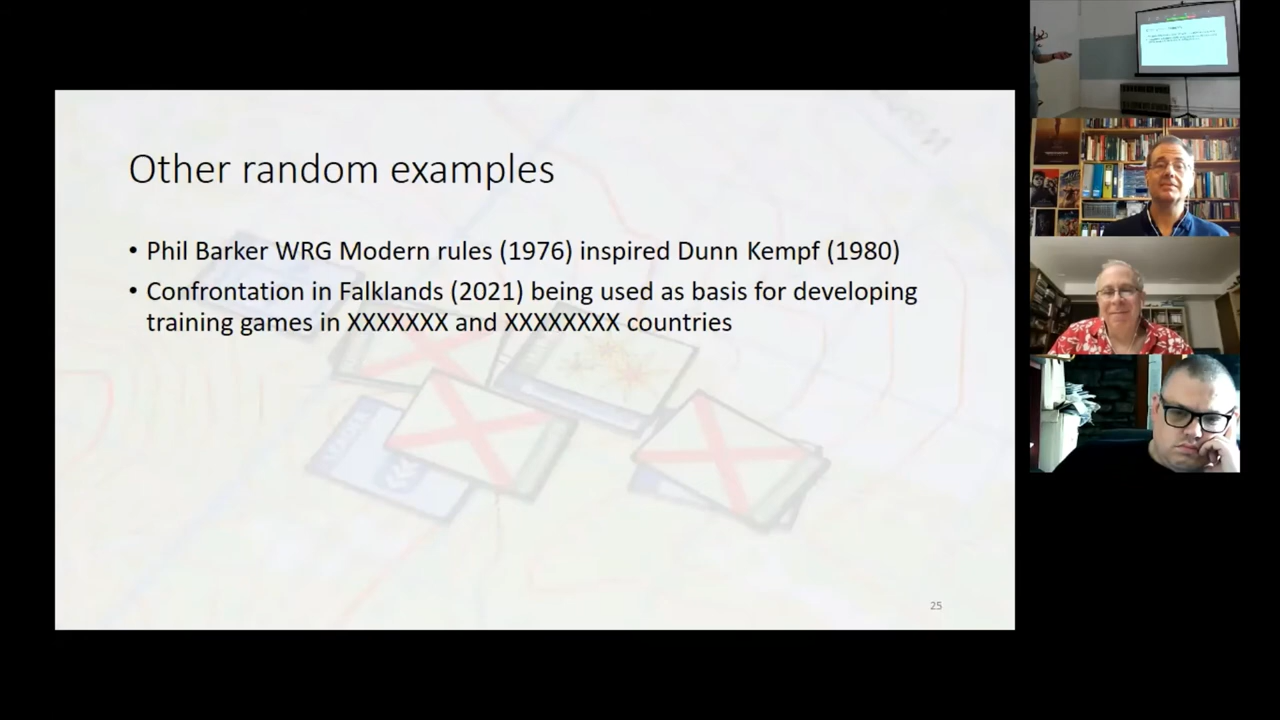 Other random examples
• Phil Barker WRG Modern rules (1976) inspired Dunn Kempf (1980)
• Confrontation in Falklands (2021) being used as basis for developing
training games in XXXXXXX and XXXXXXXX countries
25